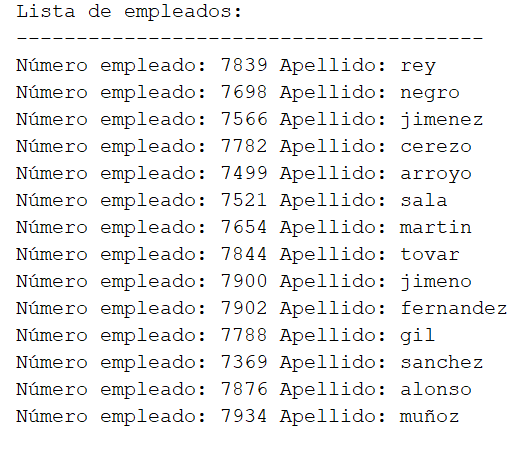 Lista de empleados:
---------------------------------------
Número empleado: 7839 Apellido: rey
Número empleado: 7698 Apellido: negro
Número empleado: 7566 Apellido: jimenez
Número empleado: 7782 Apellido: cerezo
Número empleado: 7499 Apellido: arroyo
Número empleado: 7521 Apellido: sala
Número empleado: 7654 Apellido: martin
Número empleado: 7844 Apellido: tovar
Número empleado: 7900 Apellido: jimeno
Número empleado: 7902 Apellido: fernandez
Número empleado: 7788 Apellido: gil
Número empleado: 7369 Apellido: sanchez
Número empleado: 7876 Apellido: alonso
Número empleado: 7934 Apellido: muñoz